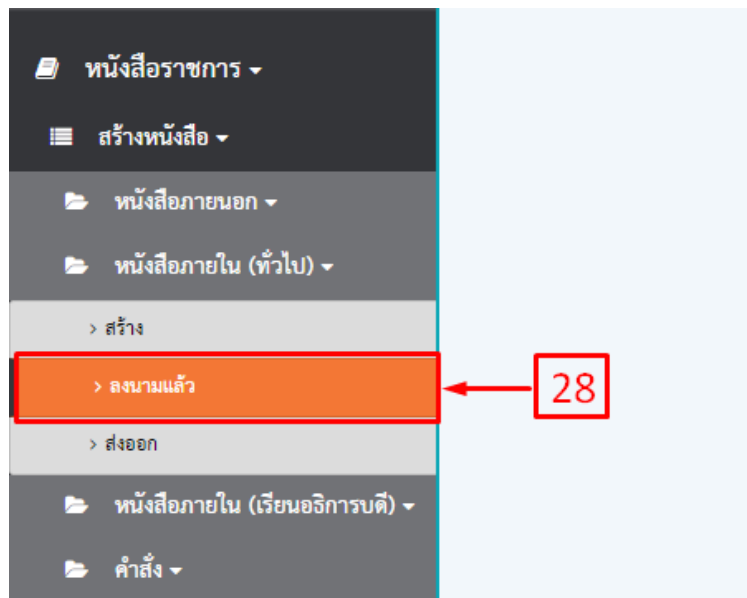 หนังสือราชการ
สร้างหนังสือ
หนังสือภายนอก
หนังสือภายใน (ทั่วไป)
> สร้าง
> ลงนามแล้ว
28
> ส่งออก
หนังสือภายใน (เรียนอธิการบดี)
คำสั่ง